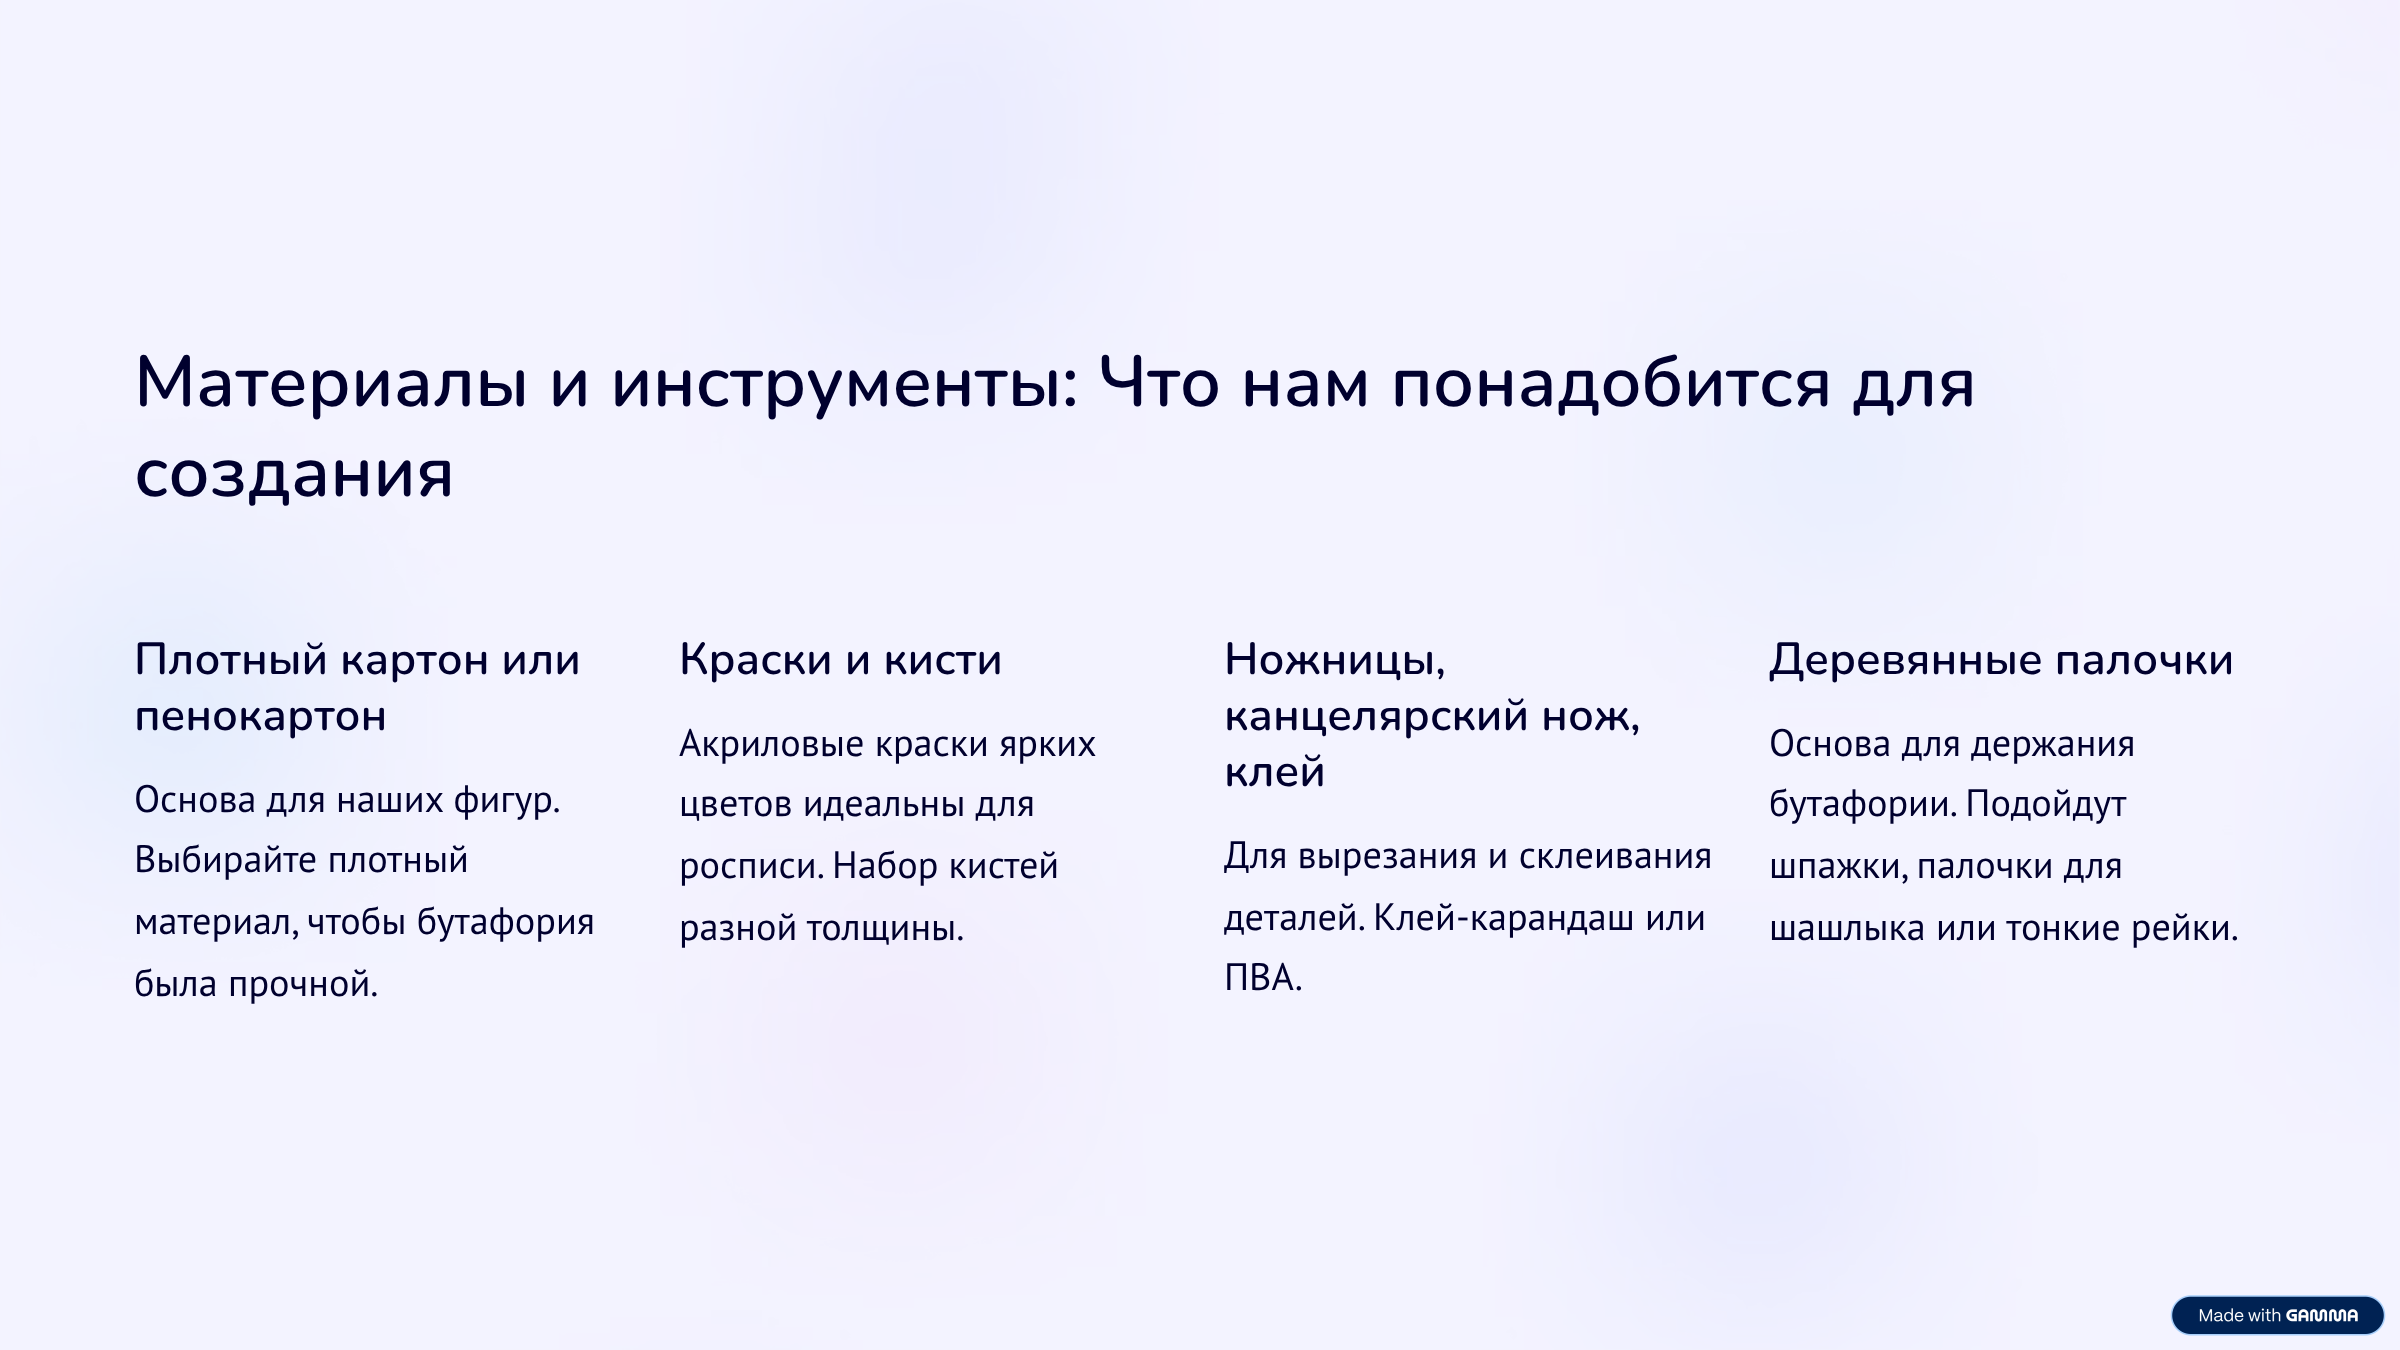 Материалы и инструменты: Что нам понадобится для
создания
Плотный картон или
пенокартон
Основа для наших фигур.
Выбирайте плотный
материал, чтобы бутафория
была прочной.
Краски и кисти
Акриловые краски ярких
цветов идеальны для
росписи. Набор кистей
разной толщины.
Ножницы,
канцелярский нож,
клей
Для вырезания и склеивания
деталей. Клей-карандаш или
ПВА.
Деревянные палочки
Основа для держания
бутафории. Подойдут
шпажки, палочки для
шашлыка или тонкие рейки.
Made with GAMMA